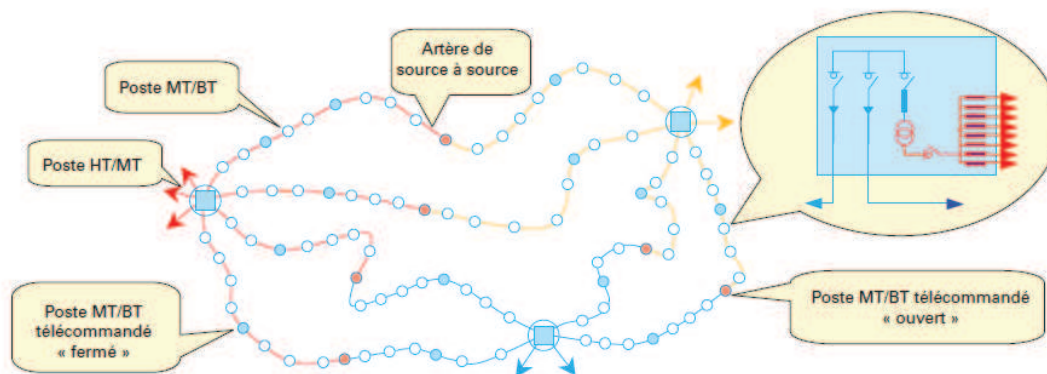 Artère de
source à source
Poste MT/BT
Poste HT/MT
Poste MT/BT
télécommandé
« fermé »
Poste MT/BT télécommandé
« ouvert »